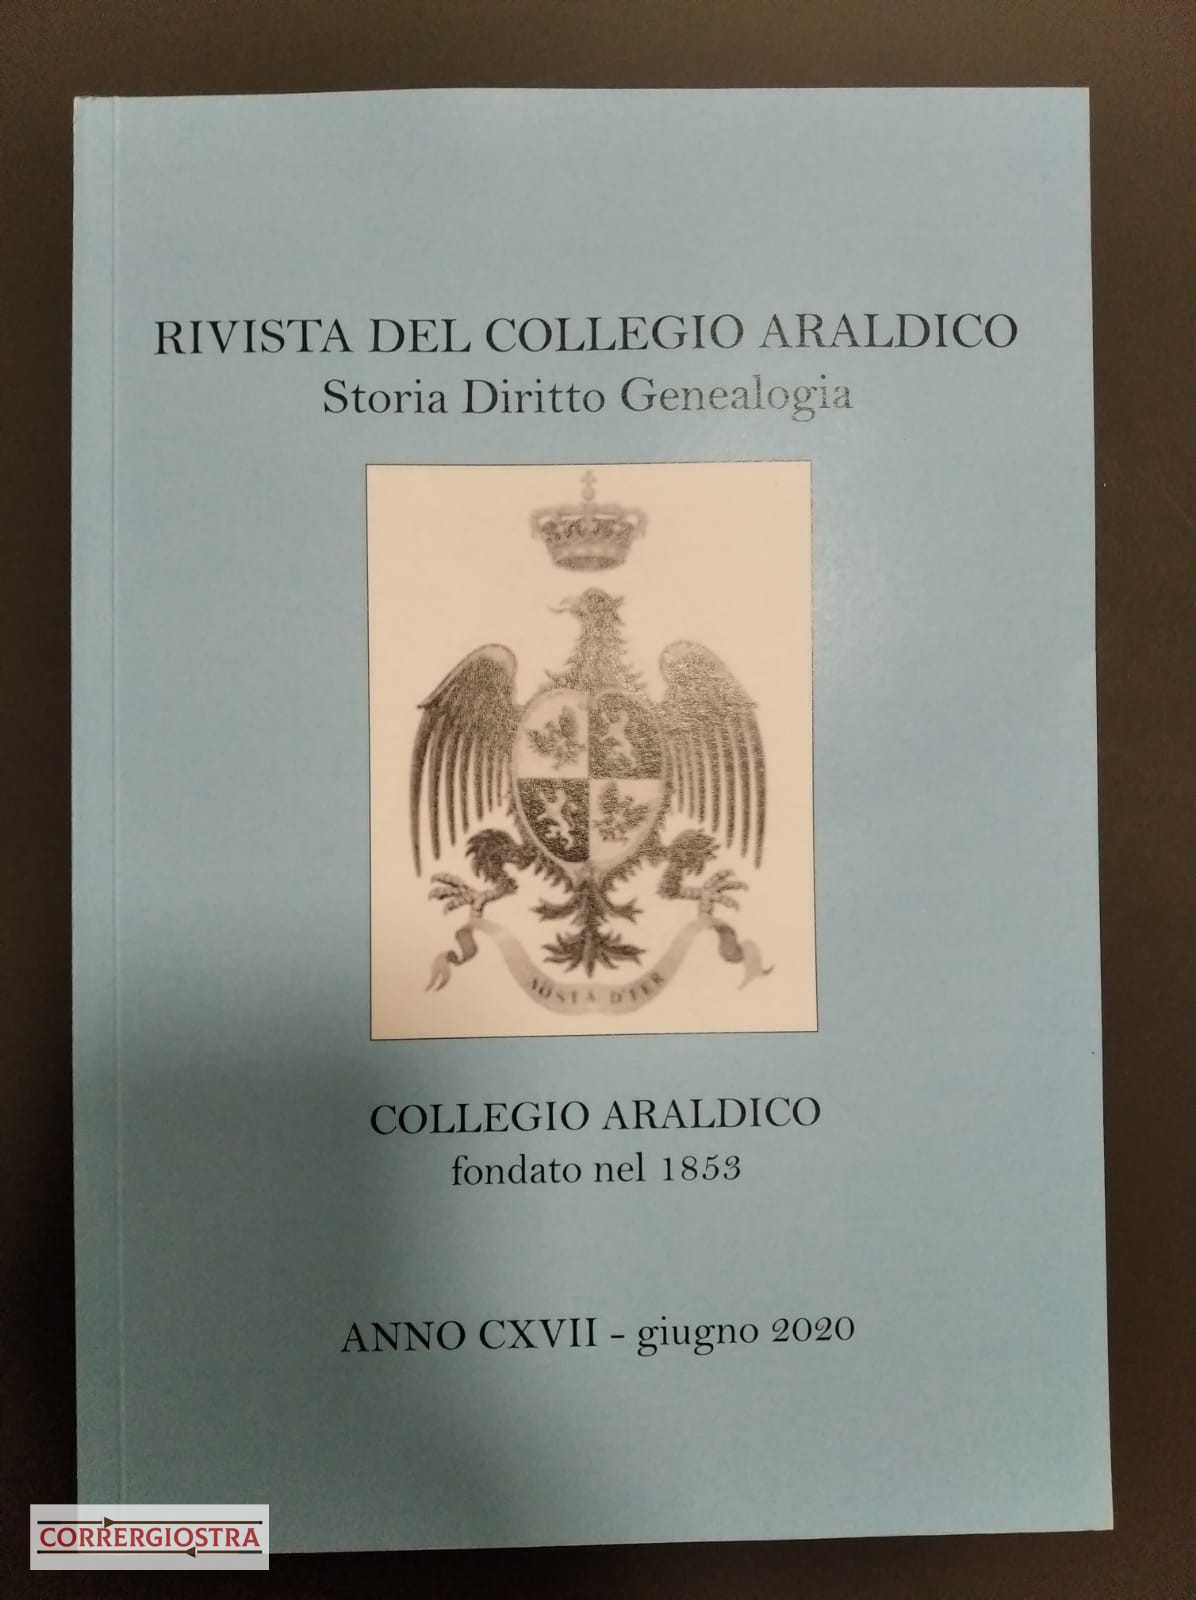 RIVISTA DEL COLLEGIO ARALDICO
Storia Diritto Genealogia
COLLEGIO ARALDICO
fondato nel 1853
ANNO CXVII - giugno 2020
CORRERGIOSTRA